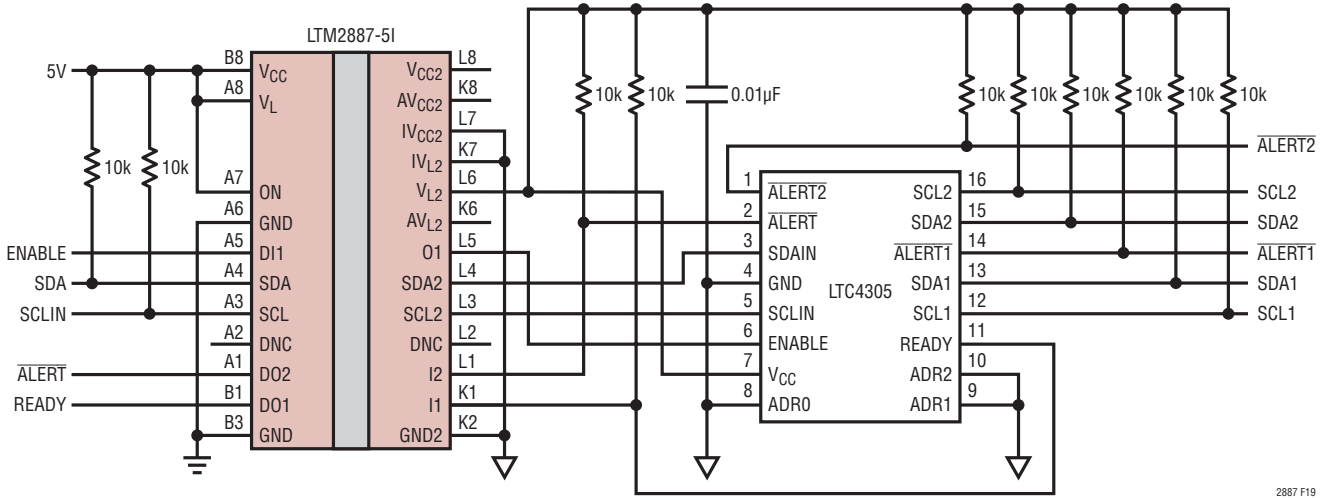 LTM2887-5I
5V
B8
VCC
A8
VL
A7
ON
A6
GND
ENABLE
A5
DI1
SDA
A4
SDA
SCLIN
A3
SCL
A2
DNC
ALERT
A1
DO2
READY
B1
DO1
B3
GND
10k
10k
VCC2
L8
AVCC2
K8
IVCC2
L7
IVL2
K7
VL2
L6
AVL2
K6
O1
L5
SDA2
L4
SCL2
L3
DNC
L2
I2
L1
I1
K1
GND2
K2
10k
10k
0.01µF
10k
10k
10k
10k
10k
10k
LTC4305
1
ALERT2
2
ALERT
3
SDAIN
4
GND
5
SCLIN
6
ENABLE
7
VCC
8
ADR0
SCL2
16
SDA2
15
ALERT1
14
SDA1
13
SCL1
12
READY
11
ADR2
10
ADR1
9
ALERT2
SCL2
SDA2
ALERT1
SDA1
SCL1
2887 F19